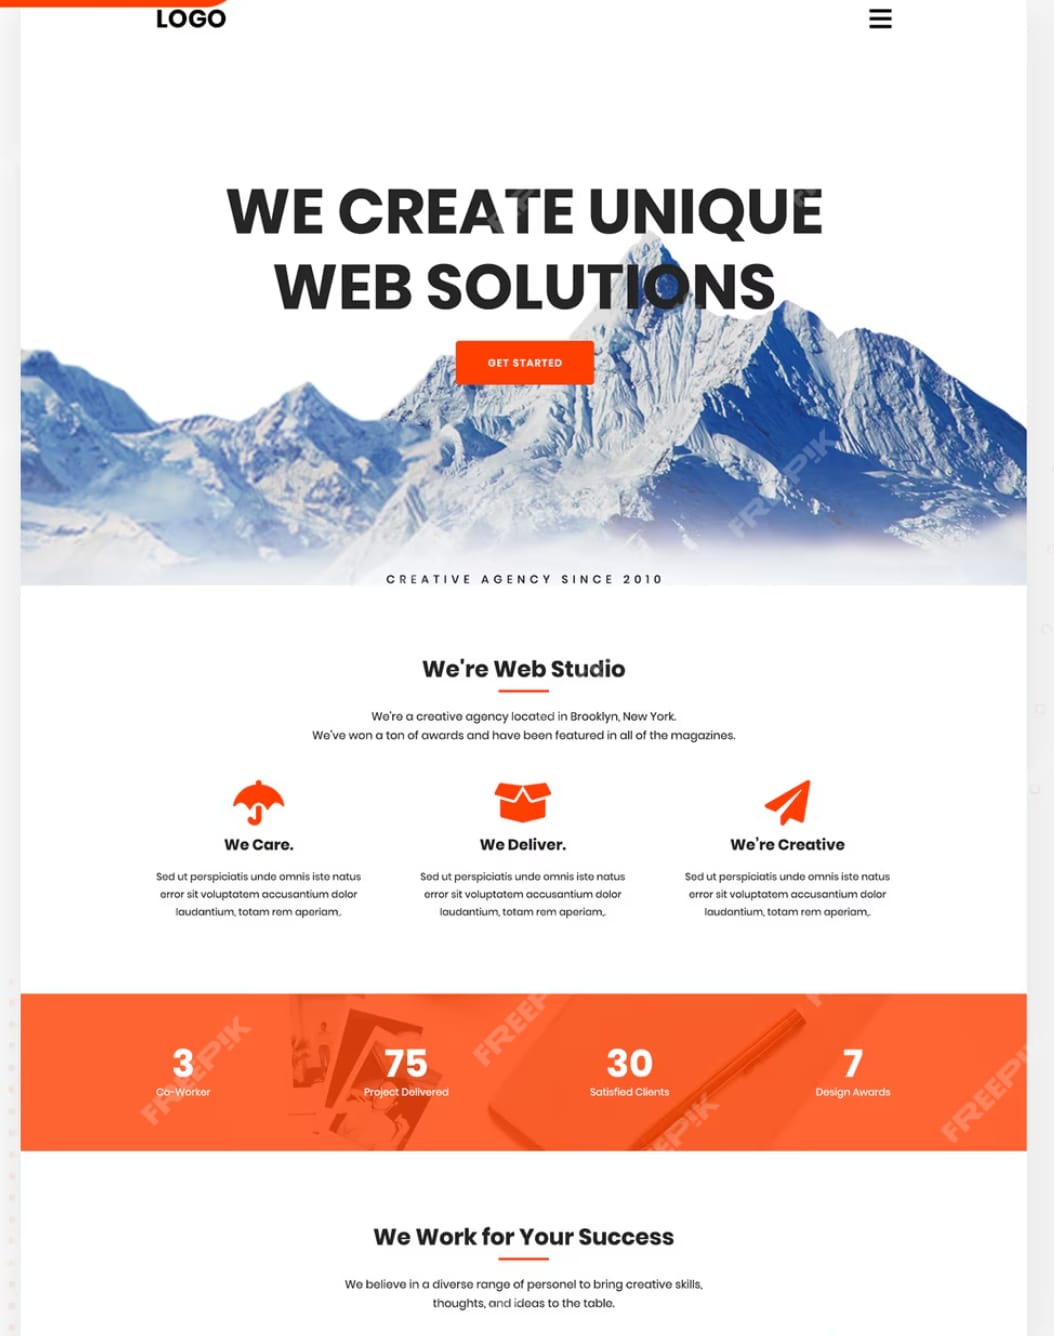 LOGO
WE CREATE UNIQUE
WEB SOLUTIONS
GET STARTED
CREATIVE AGENCY SINCE 2010
We're Web Studio
We're a creative agency located in Brooklyn, New York.
We've won a ton of awards and have been featured in all of the magazines.
We Care.
Sed ut perspiciatis unde omnis iste natus
error sit voluptatem accusantium dolor
laudantium, totam rem aperiam,.
We Deliver.
Sed ut perspiciatis unde omnis iste natus
error sit voluptatem accusantium dolor
laudantium, totam rem aperiam,.
We're Creative
Sed ut perspiciatis unde omnis iste natus
error sit voluptatem accusantium dolor
laudantium, totam rem aperiam,.
3
Co-Worker
75
Project Delivered
30
Satisfied Clients
7
Design Awards
FREEPIK
We Work for Your Success
We believe in a diverse range of personel to bring creative skills,
thoughts, and ideas to the table.